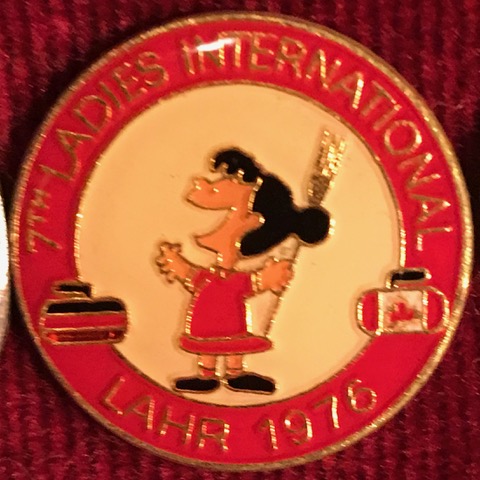 7TH LADIES INTERNATIONAL
LAHR 1976